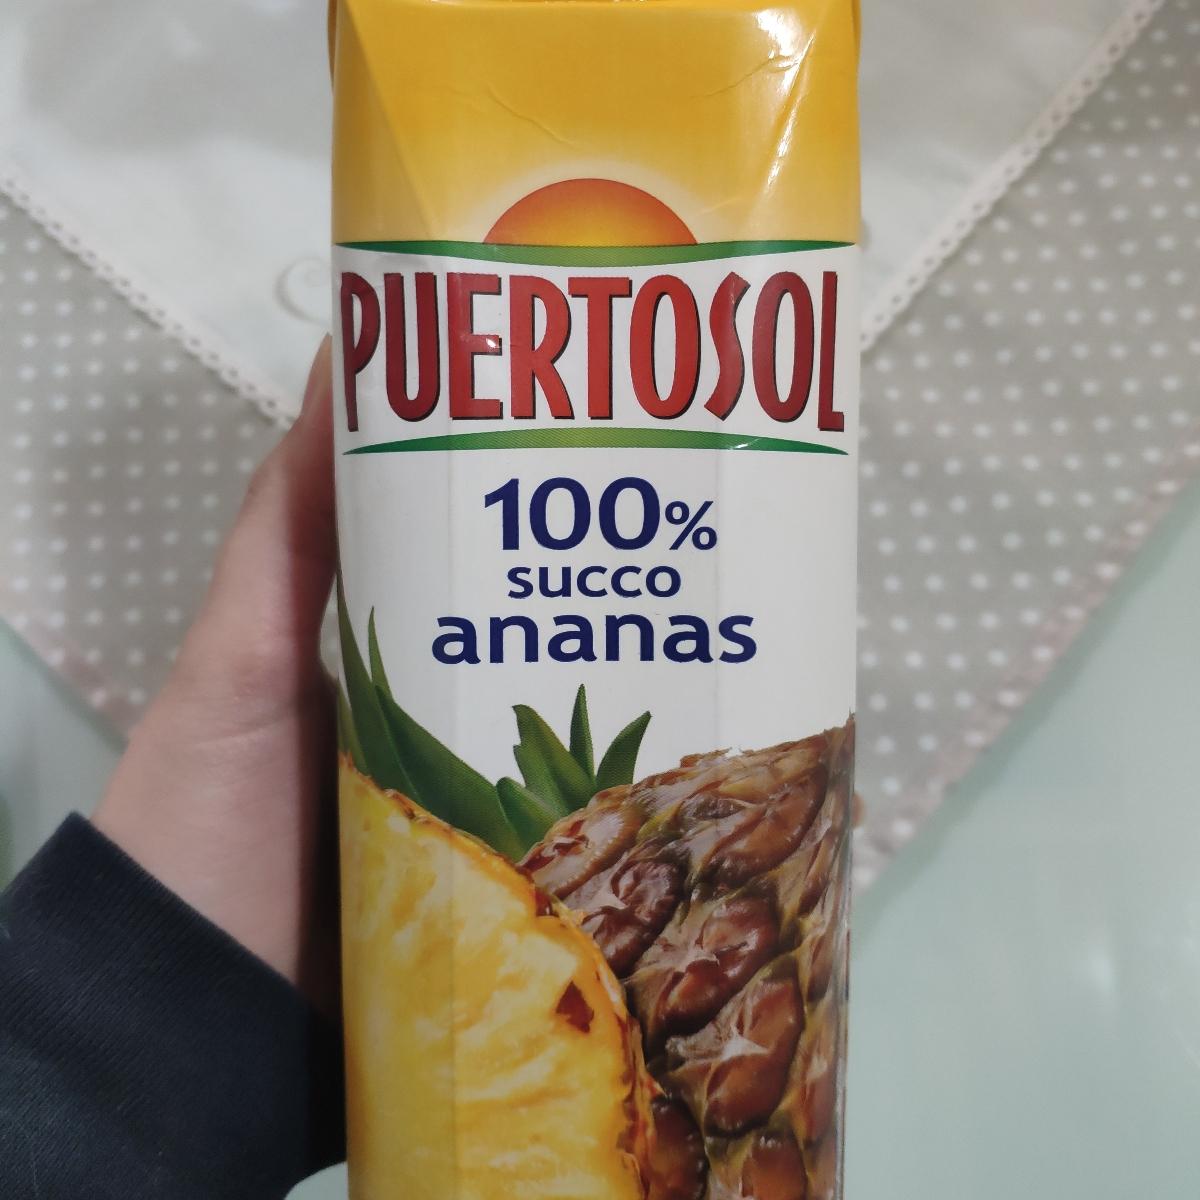 PUERTOSOL
100%
succo
ananas